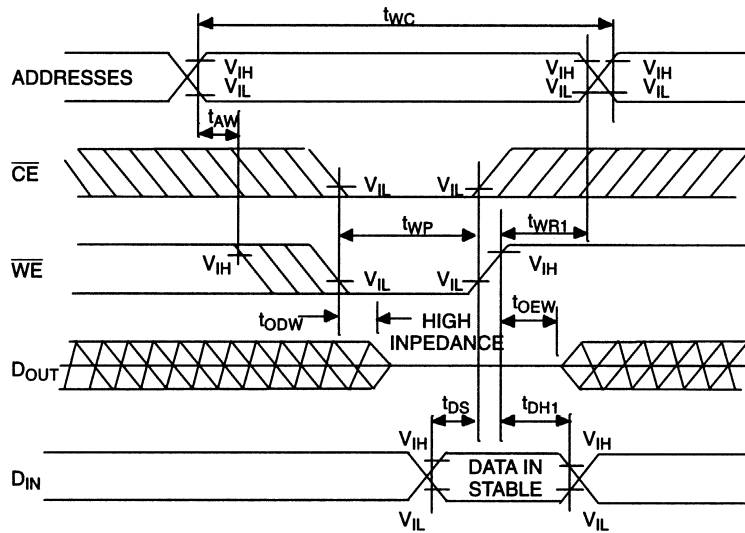 tWC
ADDRESSES
VIH
VIL
VIH
VIL
VIH
VIL
tAW
CE
VIL
VIL
tWP
tWR1
WE
VIH
VIL
VIL
VIH
tODW
HIGH
INPEDANCE
tOEW
DOUT
tDS
tDH1
VIH
VIH
DIN
DATA IN
STABLE
VIL
VIL